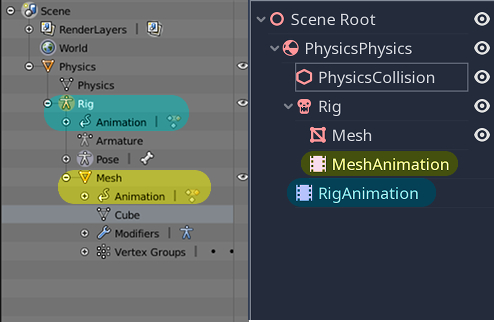 Scene
RenderLayers |
World
Physics
Physics
Rig
Animation |
Armature
Pose |
Mesh
Animation |
Cube
Modifiers |
Vertex Groups |
Scene Root
PhysicsPhysics
PhysicsCollision
Rig
Mesh
MeshAnimation
RigAnimation